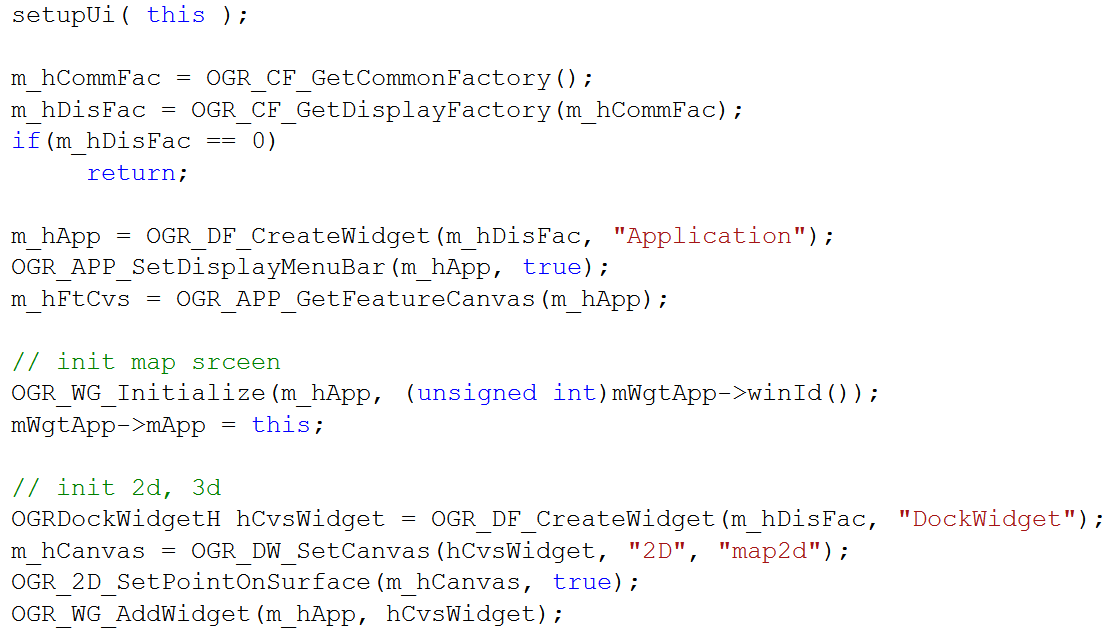 setupUi( this );
m_hCommFac = OGR_CF_GetCommonFactory();
m_hDisFac = OGR_CF_GetDisplayFactory(m_hCommFac);
if(m_hDisFac == 0)
return;
m_hApp = OGR_DF_CreateWidget(m_hDisFac, "Application");
OGR_APP_SetDisplayMenuBar(m_hApp, true);
m_hFtCvs = OGR_APP_GetFeatureCanvas(m_hApp);
// init map srceen
OGR_WG_Initialize(m_hApp, (unsigned int)mWgtApp->winId());
mWgtApp->mApp = this;
// init 2d, 3d
OGRDockWidgetH hCvsWidget = OGR_DF_CreateWidget(m_hDisFac, "DockWidget");
m_hCanvas = OGR_DW_SetCanvas(hCvsWidget, "2D", "map2d");
OGR_2D_SetPointOnSurface(m_hCanvas, true);
OGR_WG_AddWidget(m_hApp, hCvsWidget);